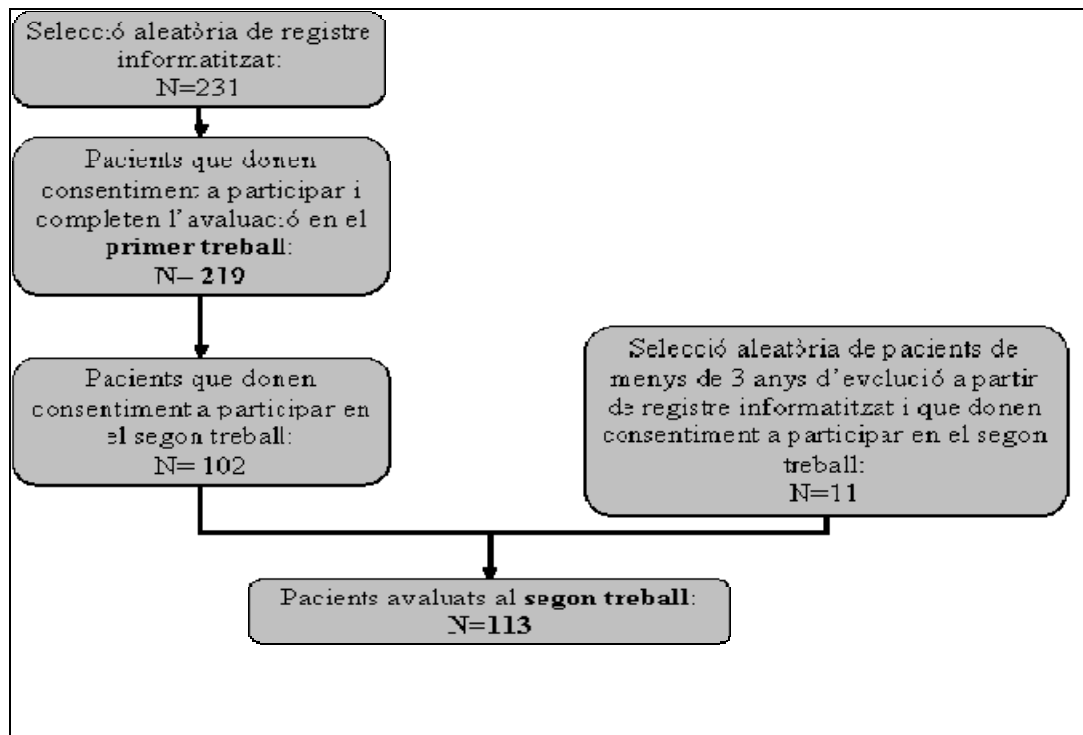 Selecció aleatòria de registre
informatitzat:
N=231
Pacients que donen
consentiment a participar i
completen l'avaluació en el
primer treball:
N= 219
Pacients que donen
consentiment a participar en
el segon treball:
N= 102
Selecció aleatòria de pacients de
menys de 3 anys d'evolució a partir
de registre informatitzat i que donen
consentiment a participar en el segon
treball:
N=11
Pacients avaluats al segon treball:
N=113